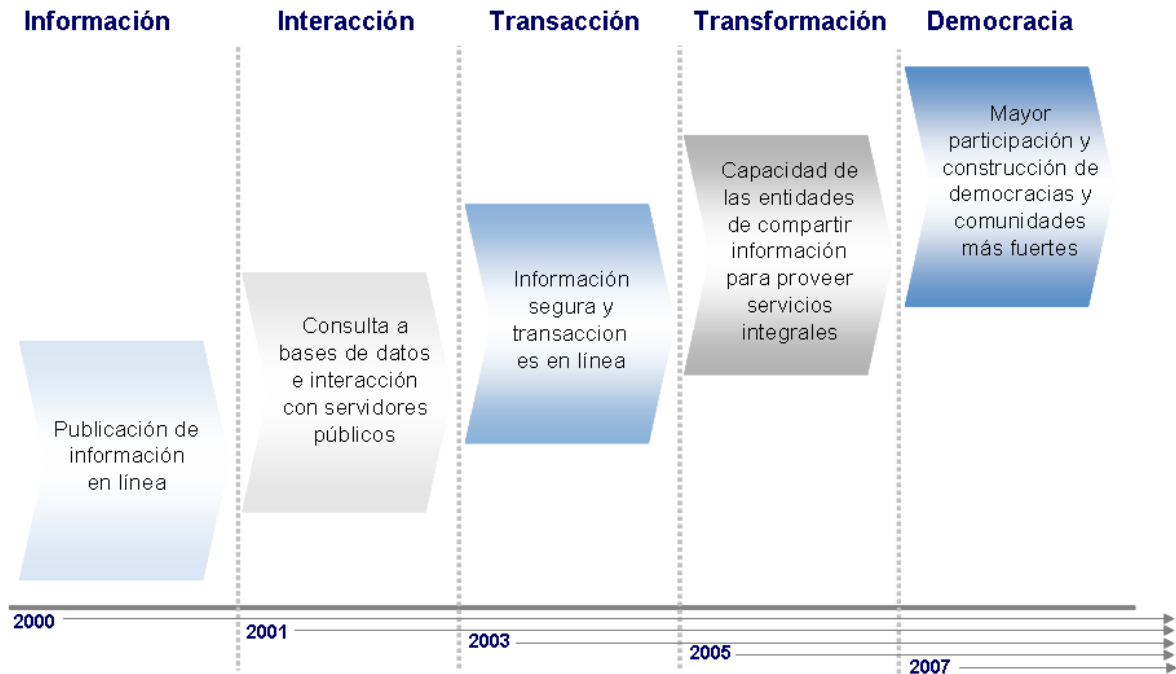 Información
Interacción
Transacción
Transformación
Democracia
Publicación de
información
en línea
Consulta a
bases de datos
e interacción
con servidores
públicos
Información
segura y
transaccion
es en línea
Capacidad de
las entidades
de compartir
información
para proveer
servicios
integrales
Mayor
participación y
construcción de
democracias y
comunidades
más fuertes
2000
2001
2003
2005
2007